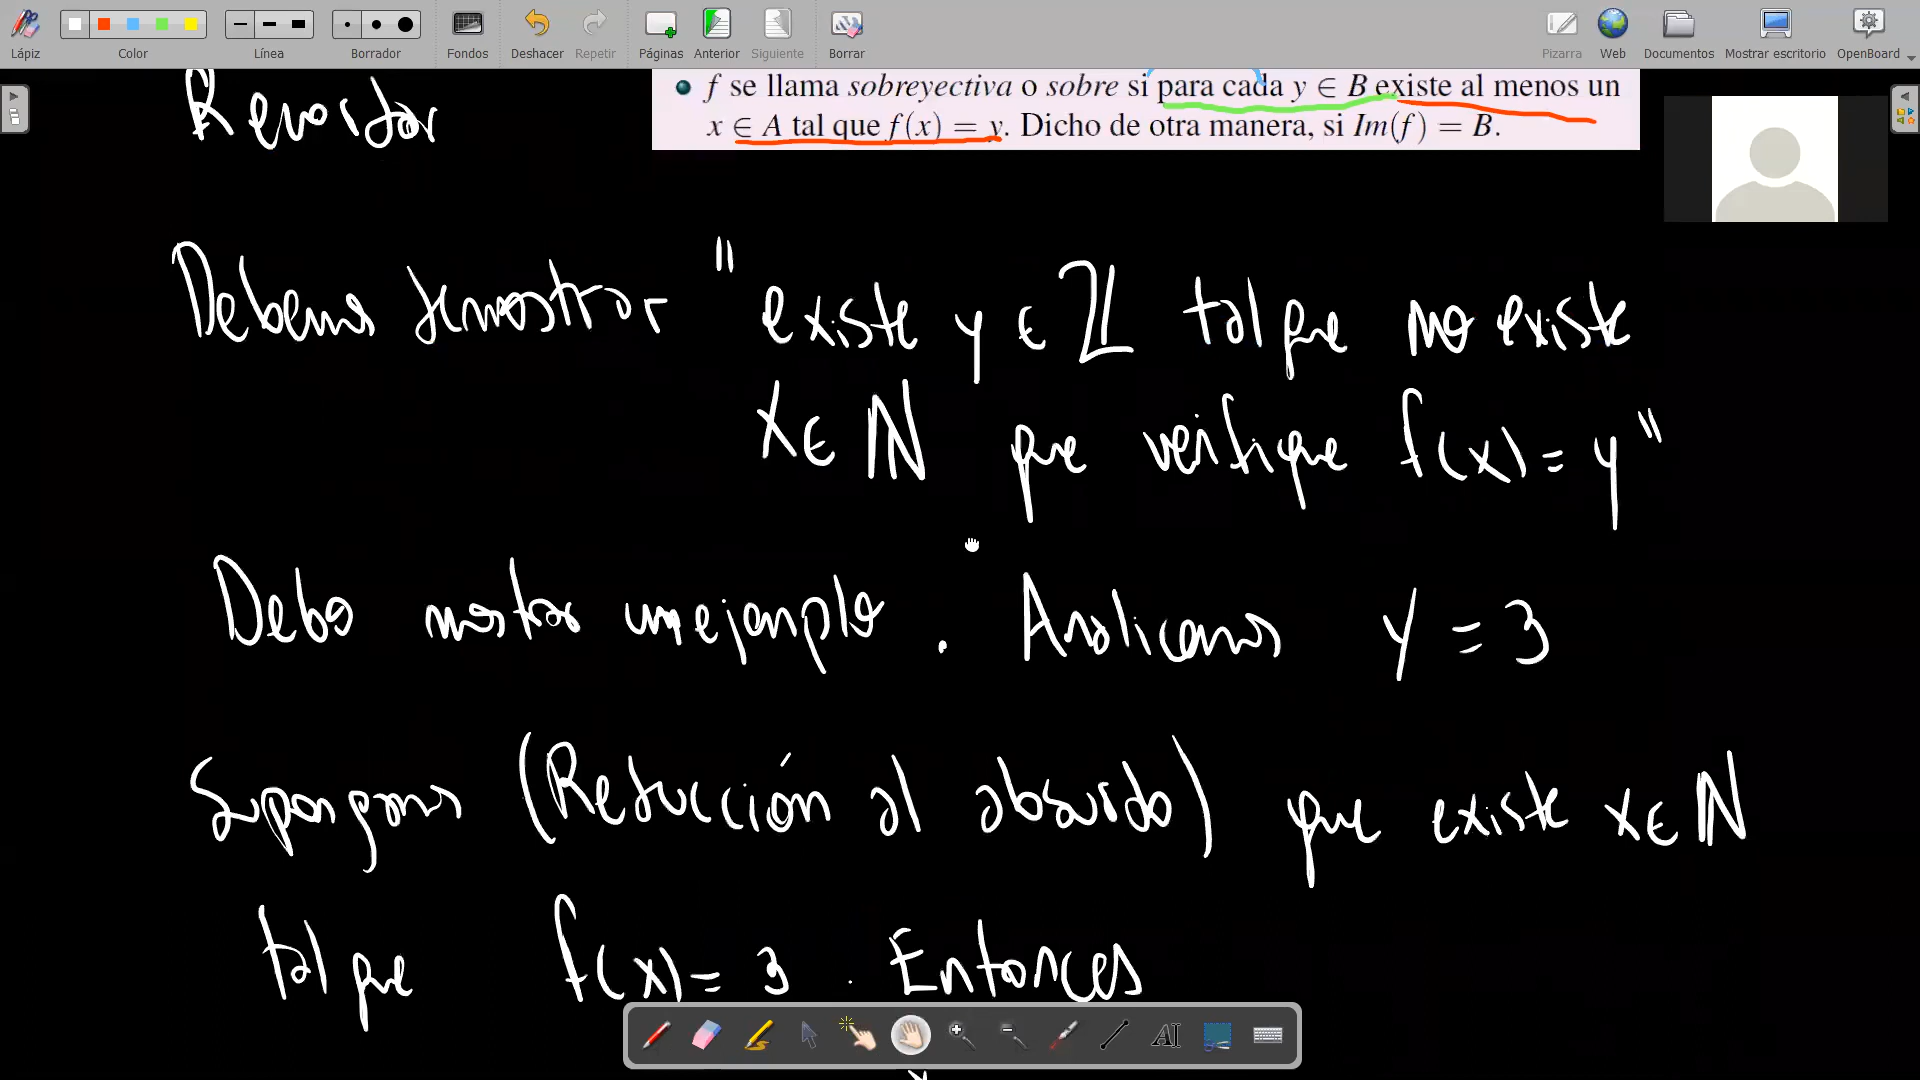 Lápiz Color Línea Borrador Fondos Deshacer Repetir Páginas Anterior Siguiente Borrar Pizarra Web Documentos Mostrar escritorio OpenBoard
f se llama sobreyectiva o sobre si para cada y ∈ B existe al menos un
x ∈ A tal que f(x) = y. Dicho de otra manera, si Im(f) = B.
Recordar
Debemos demostrar "existe y ∈ ℤ tal que no existe
x ∈ ℕ que verifique f(x) = y"
Debo mostrar un ejemplo. Analicemos y = 3
Supongamos (Reducción al absurdo) que existe x ∈ ℕ
tal que f(x) = 3. Entonces